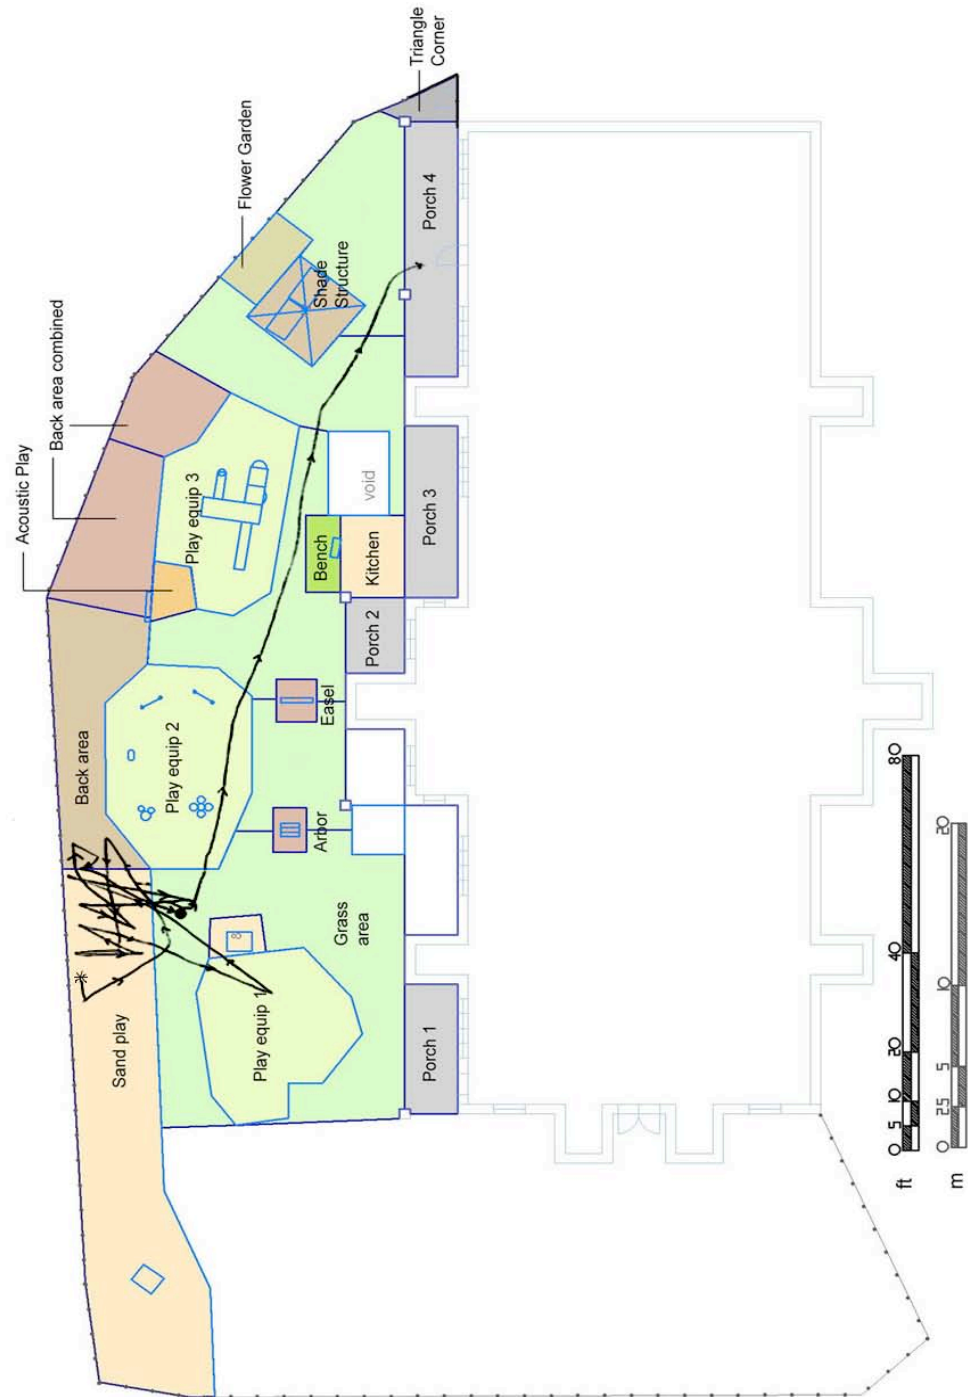 Triangle
Corner
Flower Garden
Back area combined
Acoustic Play
Porch 4
Shade
Structure
Play equip 3
void
Bench
Kitchen
Porch 3
Porch 2
Back area
Play equip 2
Easel
Arbor
Grass
area
Sand play
Play equip 1
Porch 1
0 5 10 20 40 80
ft
0 2.5 5 10 20
m